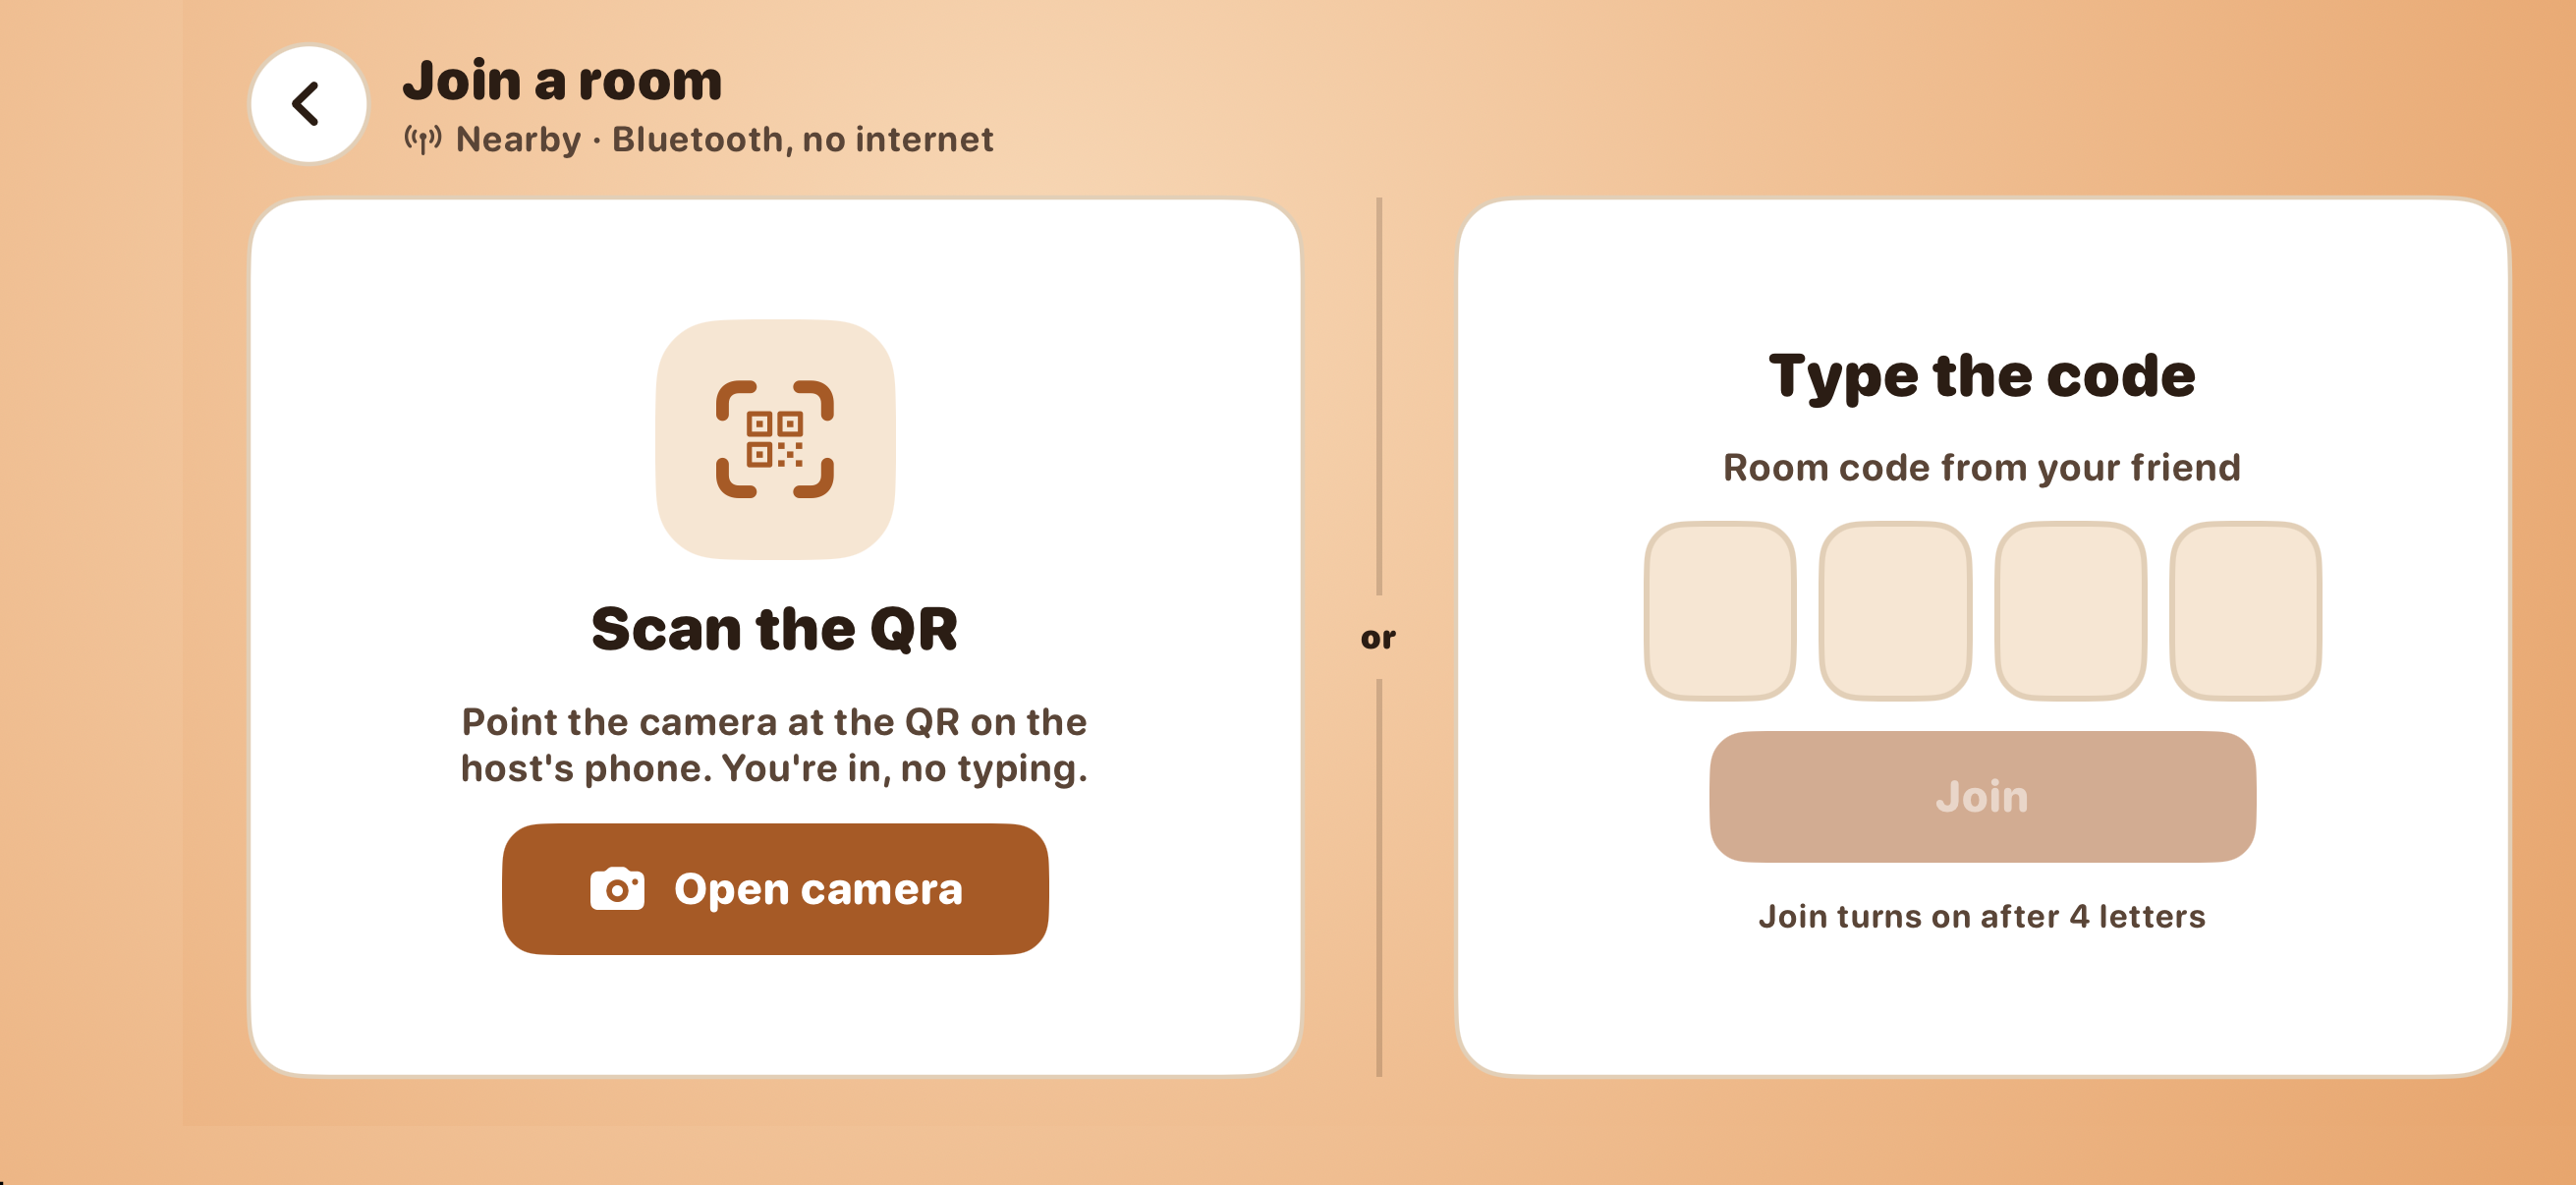 Join a room
Nearby · Bluetooth, no internet
Scan the QR
Point the camera at the QR on the
host's phone. You're in, no typing.
Open camera
or
Type the code
Room code from your friend
Join
Join turns on after 4 letters